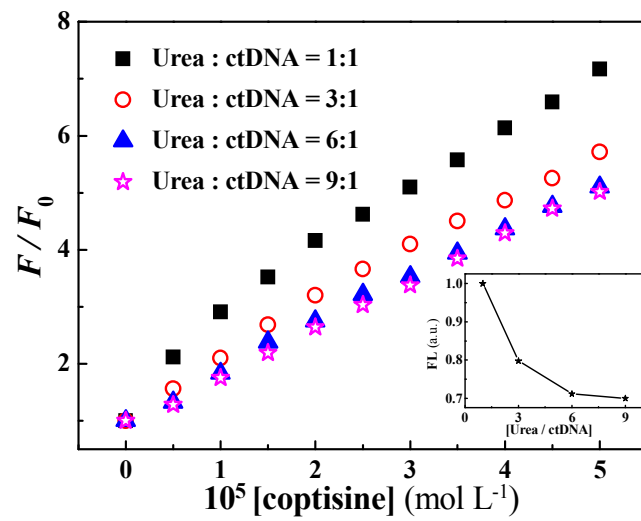 8
6
4
2
F / F0
Urea : ctDNA = 1:1
Urea : ctDNA = 3:1
Urea : ctDNA = 6:1
Urea : ctDNA = 9:1
1.0
0.9
0.8
0.7
FL (a.u.)
0 3 6 9
[Urea / ctDNA]
0 1 2 3 4 5
10⁵ [coptisine] (mol L⁻¹)